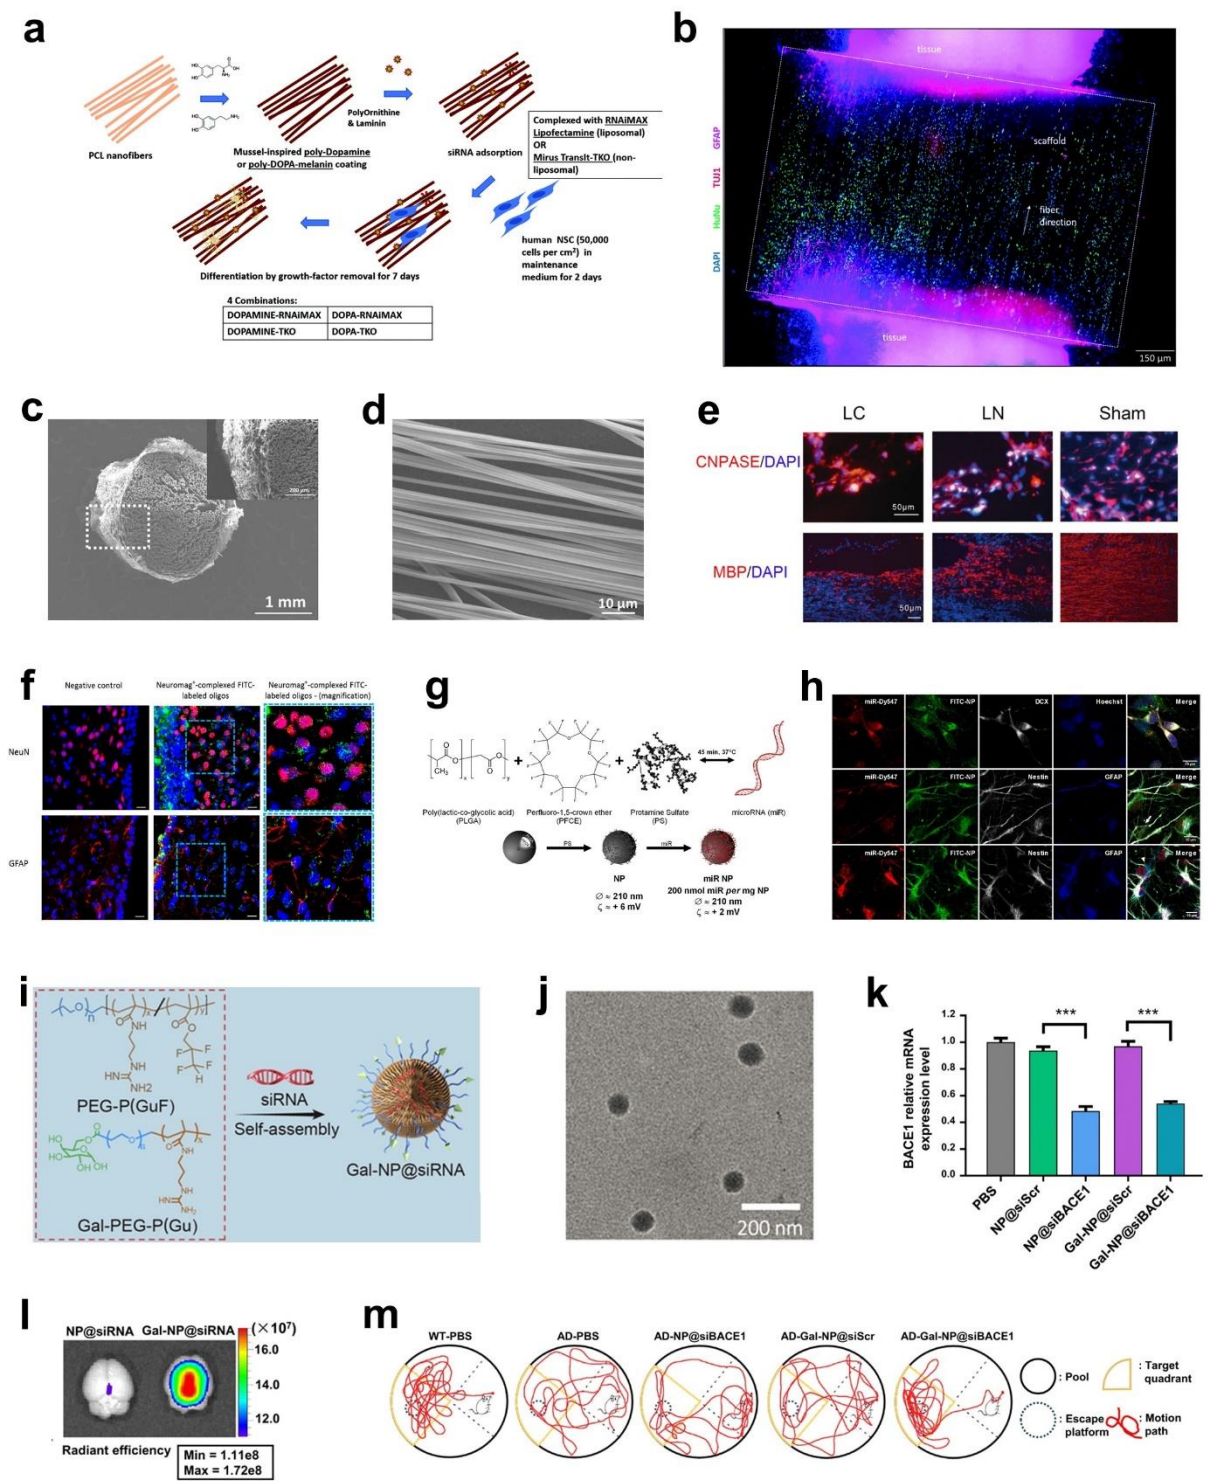 a
PCL nanofibers
PolyOrnithine
& Laminin
Mussel-inspired poly-Dopamine
or poly-DOPA-melanin coating
siRNA adsorption
Complexed with RNAiMAX
Lipofectamine (liposomal)
OR
Mirus TransIt-TKO (non-
liposomal)
human NSC (50,000
cells per cm²) in
maintenance
medium for 2 days
Differentiation by growth-factor removal for 7 days
4 Combinations:
DOPAMINE-RNAiMAX DOPA-RNAiMAX
DOPAMINE-TKO DOPA-TKO
b
DAPI HuNu TUJ1 GFAP
tissue
scaffold
fiber
direction
tissue
150 µm
c
200 µm
1 mm
d
10 µm
e
LC LN Sham
CNPASE/DAPI
50µm
MBP/DAPI
50µm
f
Negative control
Neuromag®-complexed FITC-
labeled oligos
Neuromag®-complexed FITC-
labeled oligos - (magnification)
NeuN
GFAP
g
45 min, 37°C
Poly(lactic-co-glycolic acid)
(PLGA)
Perfluoro-1,5-crown ether
(PFCE)
Protamine Sulfate
(PS)
microRNA (miR)
PS
miR
NP
∅ ≈ 210 nm
ζ ≈ + 6 mV
miR NP
200 nmol miR per mg NP
∅ ≈ 210 nm
ζ ≈ + 2 mV
h
miR-Dy547 FITC-NP DCX Hoechst Merge
miR-Dy547 FITC-NP Nestin GFAP Merge
miR-Dy547 FITC-NP Nestin GFAP Merge
i
PEG-P(GuF)
Gal-PEG-P(Gu)
siRNA
Self-assembly
Gal-NP@siRNA
j
200 nm
k
BACE1 relative mRNA
expression level
1.2
1.0
0.8
0.6
0.4
0.2
0.0
***
***
PBS
NP@siScr
NP@siBACE1
Gal-NP@siScr
Gal-NP@siBACE1
l
NP@siRNA Gal-NP@siRNA
(×10⁷)
16.0
14.0
12.0
Radiant efficiency
Min = 1.11e8
Max = 1.72e8
m
WT-PBS AD-PBS AD-NP@siBACE1 AD-Gal-NP@siScr AD-Gal-NP@siBACE1
: Pool
: Target
quadrant
: Escape
platform
: Motion
path